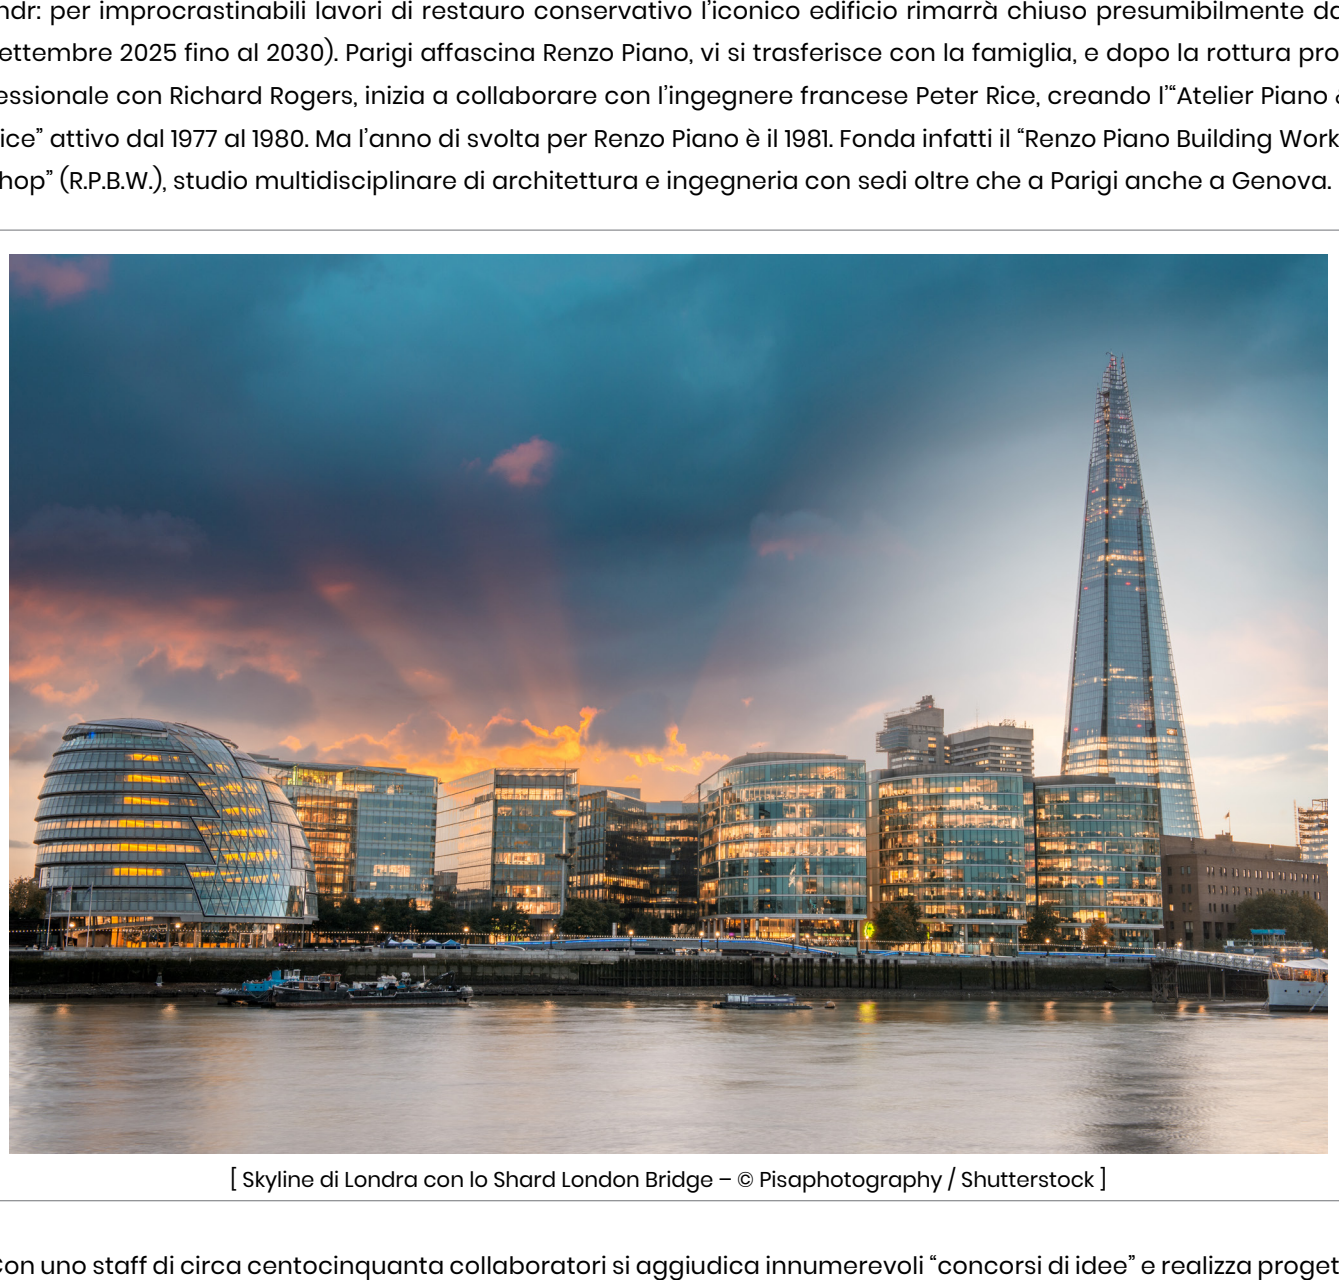 ndr: per improcrastinabili lavori di restauro conservativo l’iconico edificio rimarrà chiuso presumibilmente da
ettembre 2025 fino al 2030). Parigi affascina Renzo Piano, vi si trasferisce con la famiglia, e dopo la rottura pro
essionale con Richard Rogers, inizia a collaborare con l’ingegnere francese Peter Rice, creando l’“Atelier Piano &
ice” attivo dal 1977 al 1980. Ma l’anno di svolta per Renzo Piano è il 1981. Fonda infatti il “Renzo Piano Building Work
hop” (R.P.B.W.), studio multidisciplinare di architettura e ingegneria con sedi oltre che a Parigi anche a Genova.
[ Skyline di Londra con lo Shard London Bridge – © Pisaphotography / Shutterstock ]
Con uno staff di circa centocinquanta collaboratori si aggiudica innumerevoli “concorsi di idee” e realizza proget